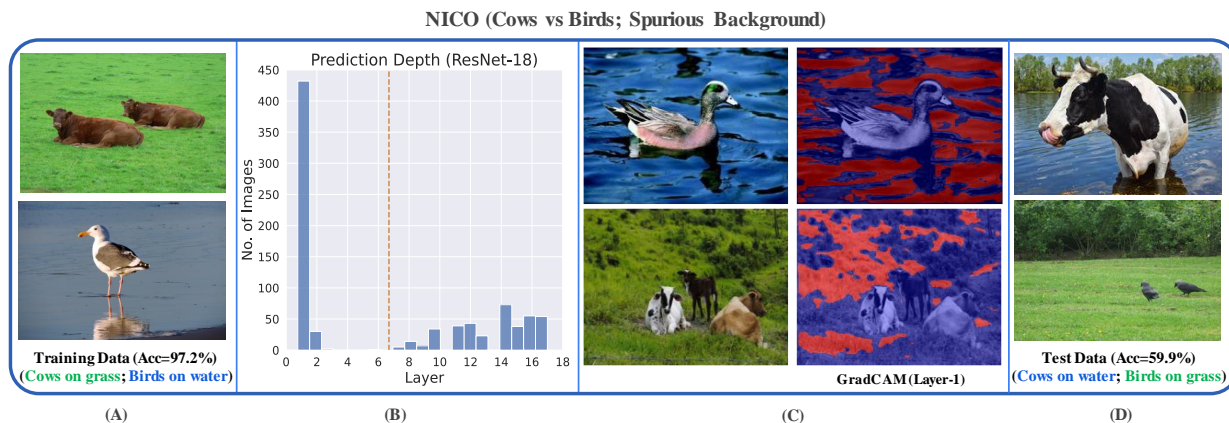 NICO (Cows vs Birds; Spurious Background)
Training Data (Acc=97.2%)
(Cows on grass; Birds on water)
(A)
Prediction Depth (ResNet-18)
No. of Images
450
400
350
300
250
200
150
100
50
0
0 2 4 6 8 10 12 14 16 18
Layer
(B)
GradCAM (Layer-1)
(C)
Test Data (Acc=59.9%)
(Cows on water; Birds on grass)
(D)